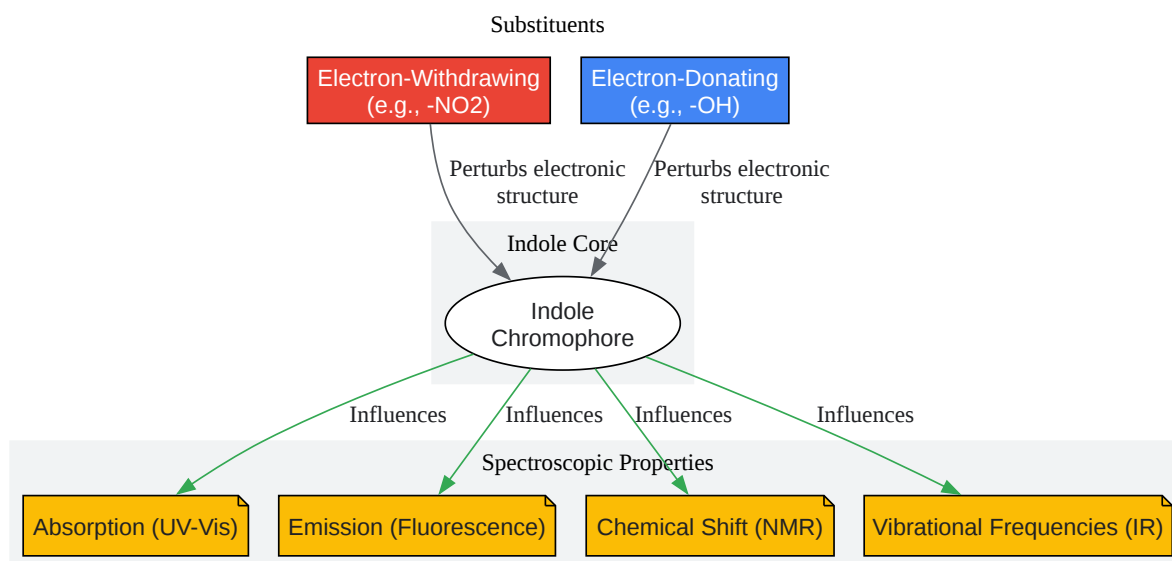 Substituents
Electron-Withdrawing
(e.g., -NO2)
Electron-Donating
(e.g., -OH)
Perturbs electronic
structure
Perturbs electronic
structure
Indole Core
Indole
Chromophore
Influences
Influences
Influences
Influences
Spectroscopic Properties
Absorption (UV-Vis)
Emission (Fluorescence)
Chemical Shift (NMR)
Vibrational Frequencies (IR)